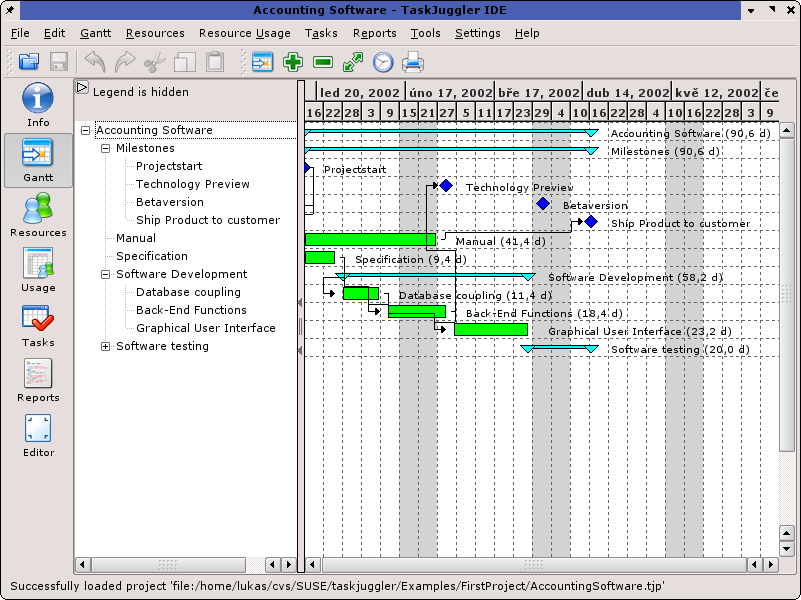 Accounting Software - TaskJuggler IDE
File Edit Gantt Resources Resource Usage Tasks Reports Tools Settings Help
Info
Gantt
Resources
Usage
Tasks
Reports
Editor
Legend is hidden
Accounting Software
Milestones
Projectstart
Technology Preview
Betaversion
Ship Product to customer
Manual
Specification
Software Development
Database coupling
Back-End Functions
Graphical User Interface
Software testing
led 20, 2002 úno 17, 2002 bře 17, 2002 dub 14, 2002 kvě 12, 2002 če
16 22 28 3 9 15 21 27 5 11 17 23 29 4 10 16 22 28 4 10 16 22 28 3 9
Accounting Software (90,6 d)
Milestones (90,6 d)
Projectstart
Technology Preview
Betaversion
Ship Product to customer
Manual (41,4 d)
Specification (9,4 d)
Software Development (58,2 d)
Database coupling (11,4 d)
Back-End Functions (18,4 d)
Graphical User Interface (23,2 d)
Software testing (20,0 d)
Successfully loaded project 'file:/home/lukas/cvs/SUSE/taskjuggler/Examples/FirstProject/AccountingSoftware.tjp'